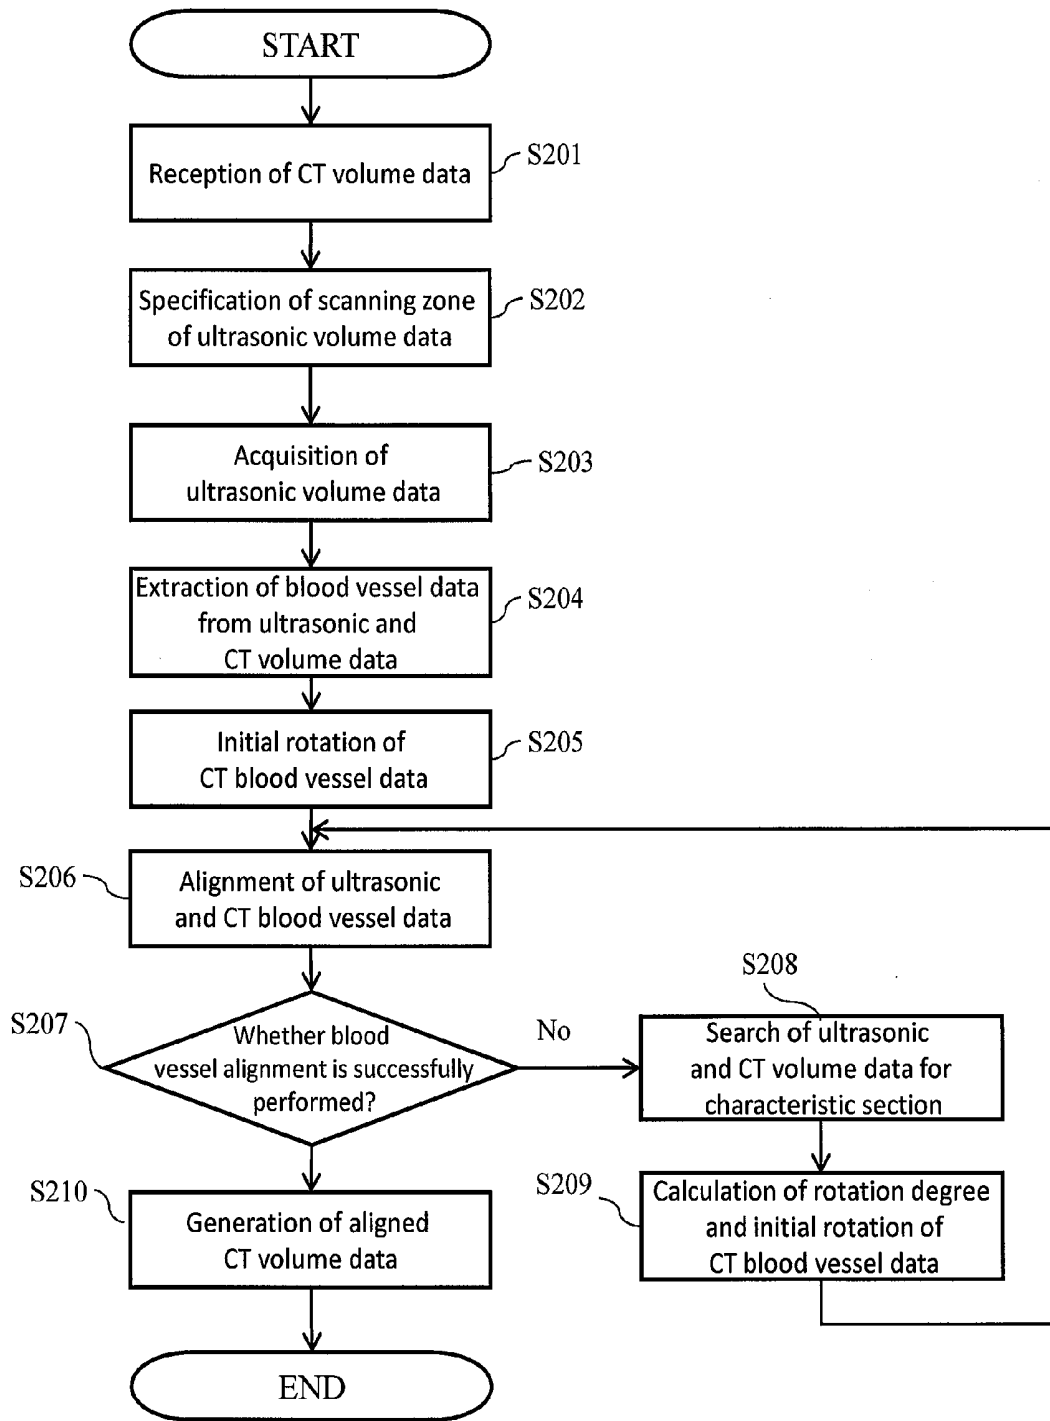 START
Reception of CT volume data
S201
Specification of scanning zone
of ultrasonic volume data
S202
Acquisition of
ultrasonic volume data
S203
Extraction of blood vessel data
from ultrasonic and
CT volume data
S204
Initial rotation of
CT blood vessel data
S205
S206
Alignment of ultrasonic
and CT blood vessel data
S207
Whether blood
vessel alignment is successfully
performed?
No
S208
Search of ultrasonic
and CT volume data for
characteristic section
S209
Calculation of rotation degree
and initial rotation of
CT blood vessel data
S210
Generation of aligned
CT volume data
END